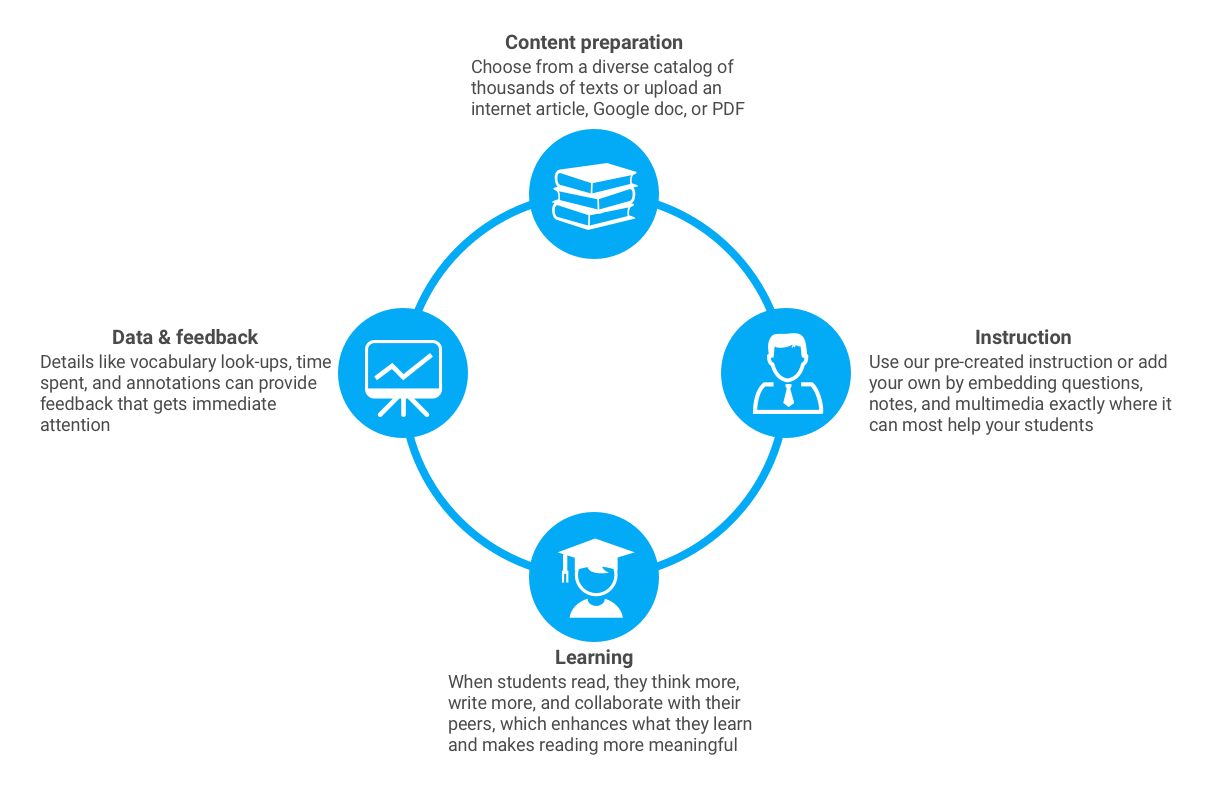 Content preparation
Choose from a diverse catalog of
thousands of texts or upload an
internet article, Google doc, or PDF
Data & feedback
Details like vocabulary look-ups, time
spent, and annotations can provide
feedback that gets immediate
attention
Instruction
Use our pre-created instruction or add
your own by embedding questions,
notes, and multimedia exactly where it
can most help your students
Learning
When students read, they think more,
write more, and collaborate with their
peers, which enhances what they learn
and makes reading more meaningful